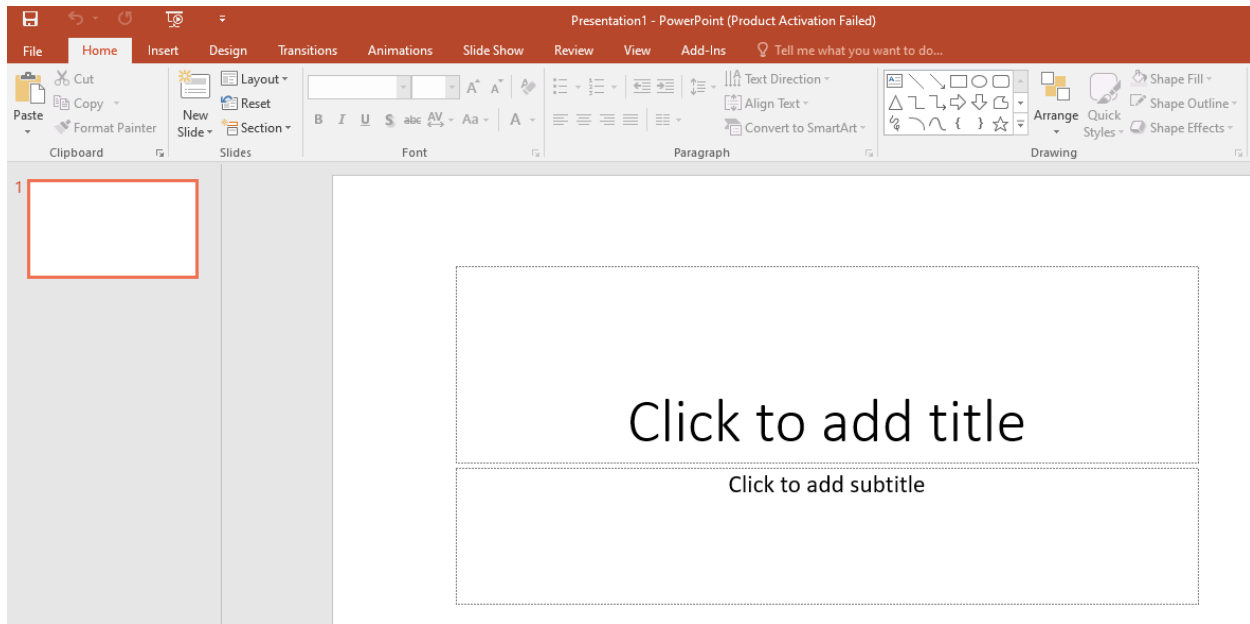 Presentation1 - PowerPoint (Product Activation Failed)
File Home Insert Design Transitions Animations Slide Show Review View Add-Ins Tell me what you want to do...
Paste
Cut
Copy
Format Painter
Clipboard
New
Slide
Layout
Reset
Section
Slides
B I U S abc AV Aa A
Font
Text Direction
Align Text
Convert to SmartArt
Paragraph
Arrange
Quick
Styles
Shape Fill
Shape Outline
Shape Effects
Drawing
1
Click to add title
Click to add subtitle